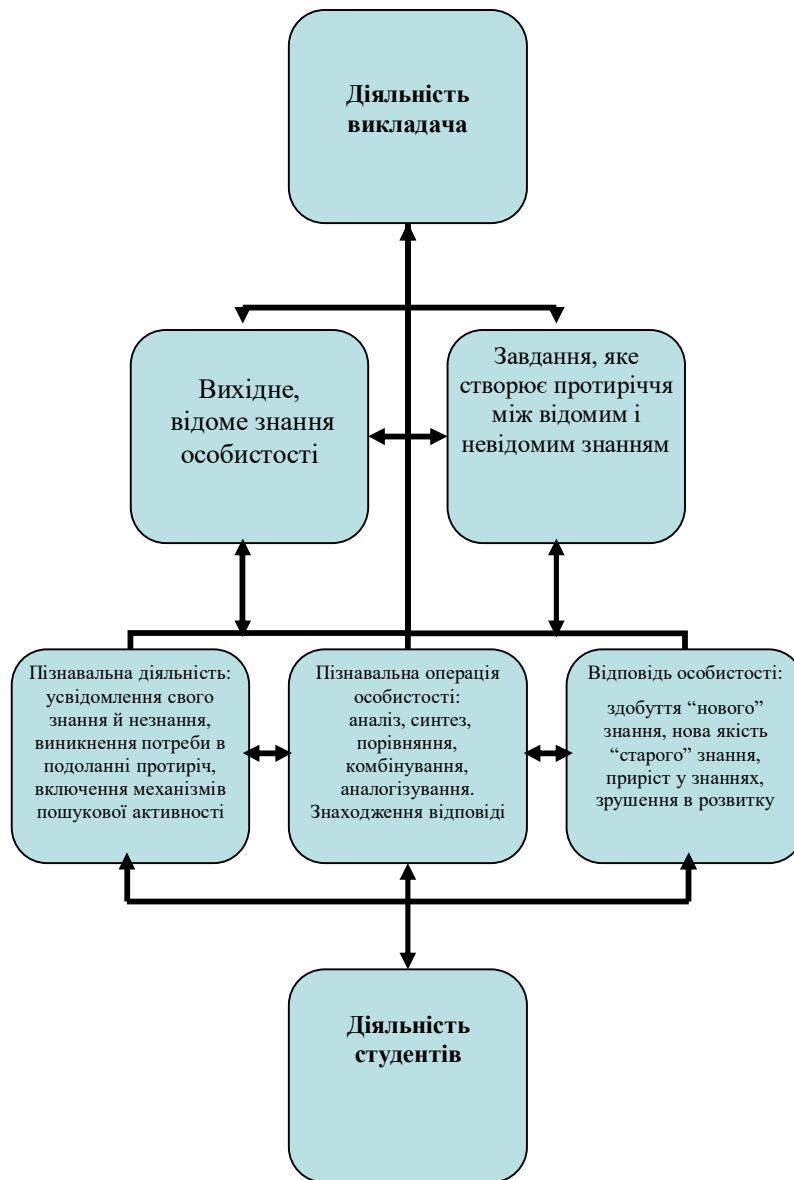 Діяльність
викладача
Вихідне,
відоме знання
особистості
Завдання, яке
створює протиріччя
між відомим і
невідомим знанням
Пізнавальна діяльність:
усвідомлення свого
знання й незнання,
виникнення потреби в
подоланні протиріч,
включення механізмів
пошукової активності
Пізнавальна операція
особистості:
аналіз, синтез,
порівняння,
комбінування,
аналогізування.
Знаходження відповіді
Відповідь особистості:
здобуття “нового”
знання, нова якість
“старого” знання,
приріст у знаннях,
зрушення в розвитку
Діяльність
студентів